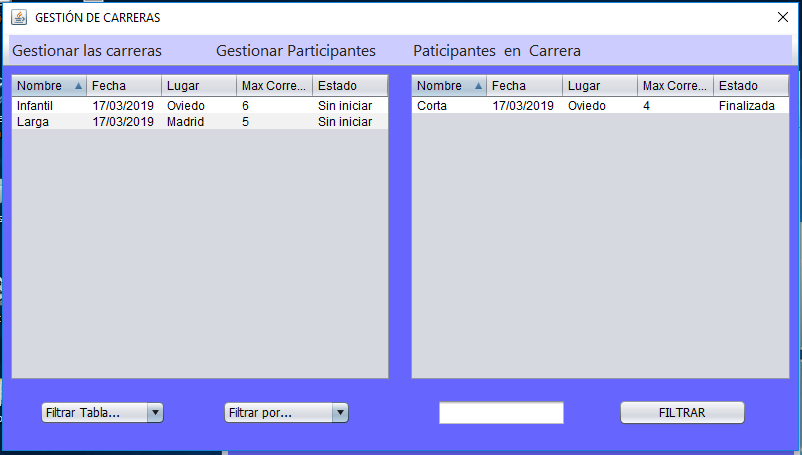 GESTIÓN DE CARRERAS
Gestionar las carreras Gestionar Participantes Paticipantes en Carrera
Nombre Fecha Lugar Max Corre... Estado
Infantil 17/03/2019 Oviedo 6 Sin iniciar
Larga 17/03/2019 Madrid 5 Sin iniciar
Nombre Fecha Lugar Max Corre... Estado
Corta 17/03/2019 Oviedo 4 Finalizada
Filtrar Tabla... Filtrar por... FILTRAR